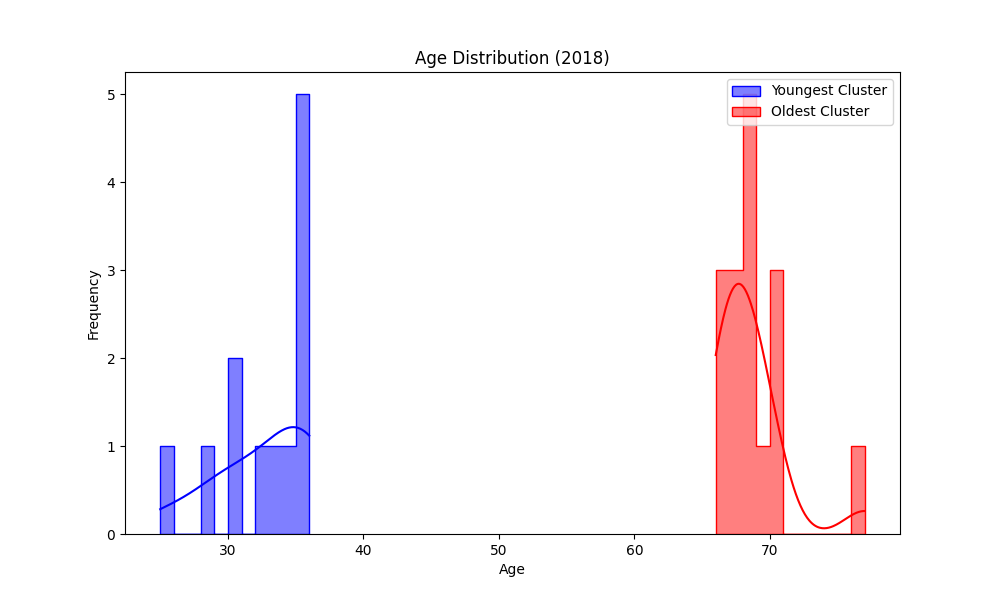 Age Distribution (2018)
Youngest Cluster
Oldest Cluster
Frequency
5
4
3
2
1
0
30 40 50 60 70
Age